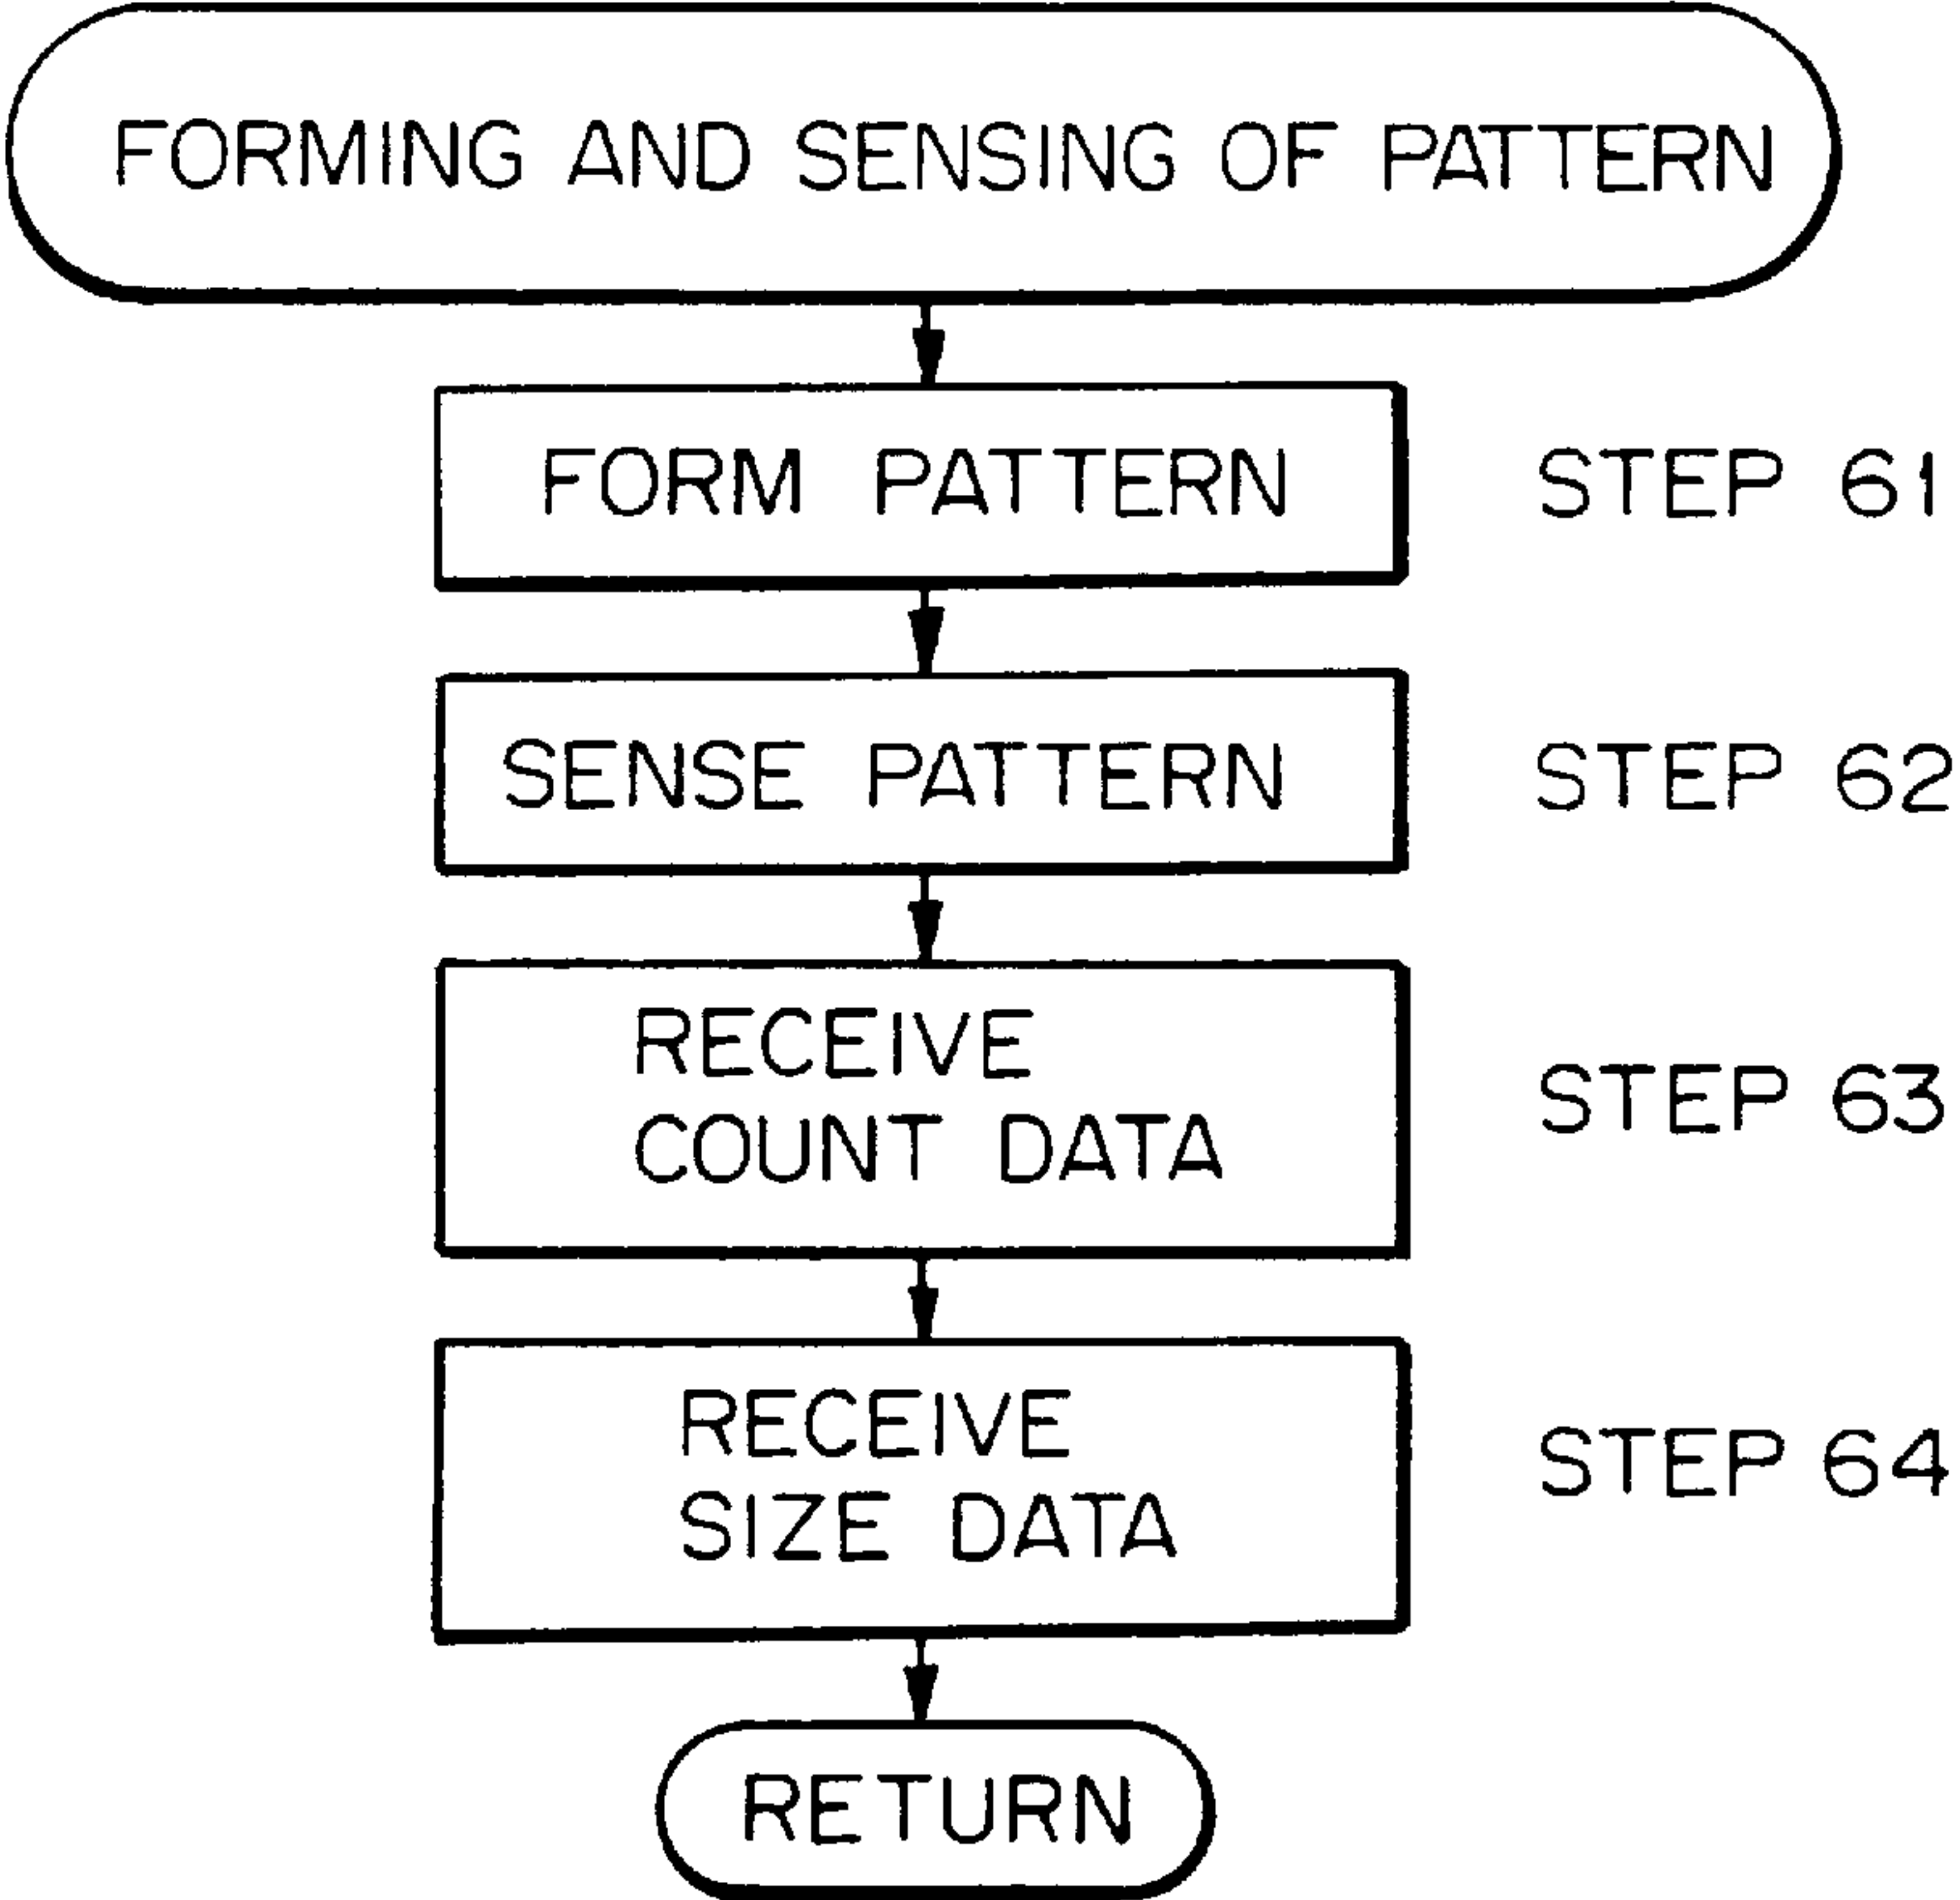 FORMING AND SENSING OF PATTERN
FORM PATTERN
STEP 61
SENSE PATTERN
STEP 62
RECEIVE
COUNT DATA
STEP 63
RECEIVE
SIZE DATA
STEP 64
RETURN